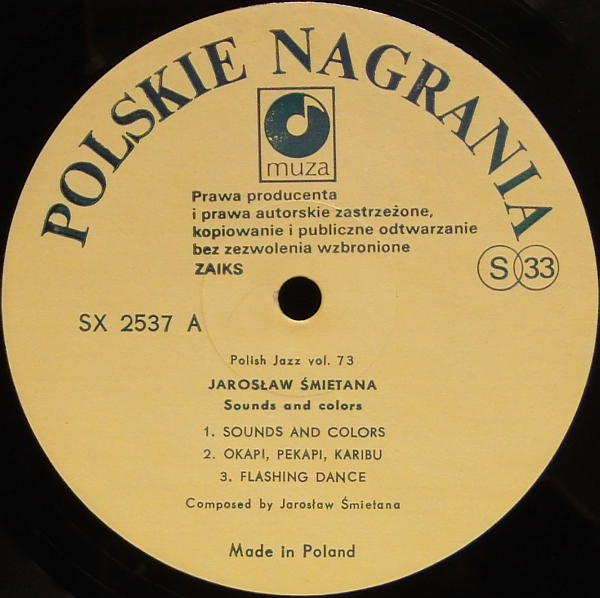 POLSKIE NAGRANIA
muza
Prawa producenta
i prawa autorskie zastrzeżone,
kopiowanie i publiczne odtwarzanie
bez zezwolenia wzbronione
ZAIKS
S 33
SX 2537 A
Polish Jazz vol. 73
JAROSŁAW ŚMIETANA
Sounds and colors
1. SOUNDS AND COLORS
2. OKAPI, PEKAPI, KARIBU
3. FLASHING DANCE
Composed by Jarosław Śmietana
Made in Poland